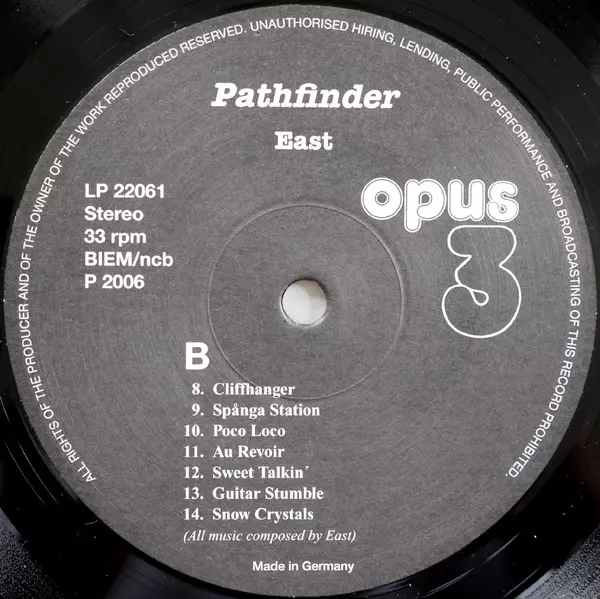 ALL RIGHTS OF THE PRODUCER AND OF THE OWNER OF THE WORK REPRODUCED RESERVED. UNAUTHORISED HIRING, LENDING, PUBLIC PERFORMANCE AND BROADCASTING OF THIS RECORD PROHIBITED.
Pathfinder
East
LP 22061
Stereo
33 rpm
BIEM/ncb
P 2006
opus
3
B
8. Cliffhanger
9. Spånga Station
10. Poco Loco
11. Au Revoir
12. Sweet Talkin´
13. Guitar Stumble
14. Snow Crystals
(All music composed by East)
Made in Germany